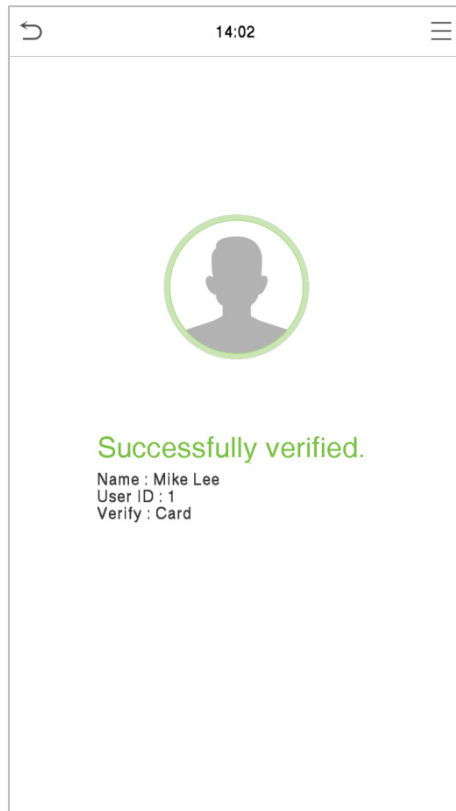 14:02
Successfully verified.
Name : Mike Lee
User ID : 1
Verify : Card